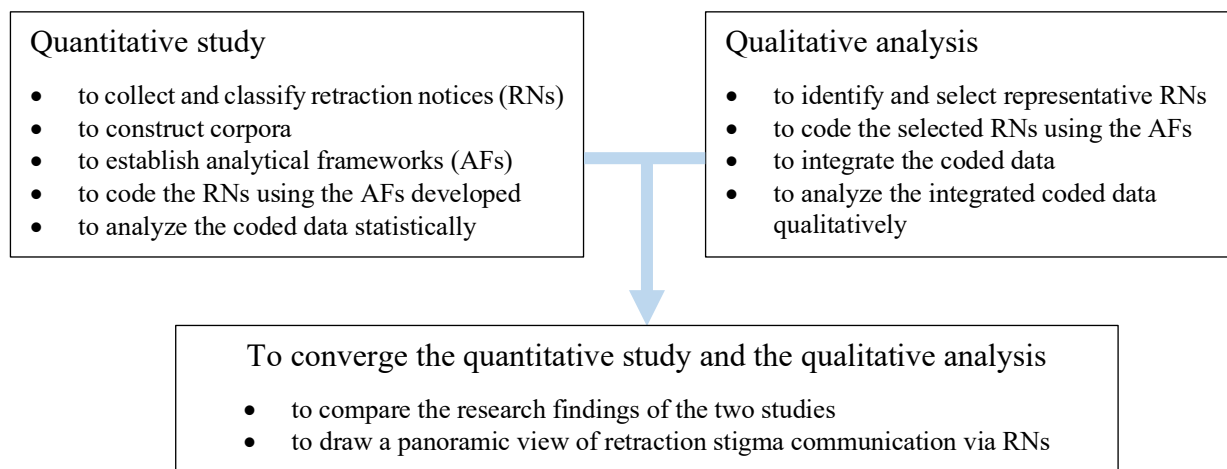 Quantitative study
• to collect and classify retraction notices (RNs)
• to construct corpora
• to establish analytical frameworks (AFs)
• to code the RNs using the AFs developed
• to analyze the coded data statistically
Qualitative analysis
• to identify and select representative RNs
• to code the selected RNs using the AFs
• to integrate the coded data
• to analyze the integrated coded data
qualitatively
To converge the quantitative study and the qualitative analysis
• to compare the research findings of the two studies
• to draw a panoramic view of retraction stigma communication via RNs